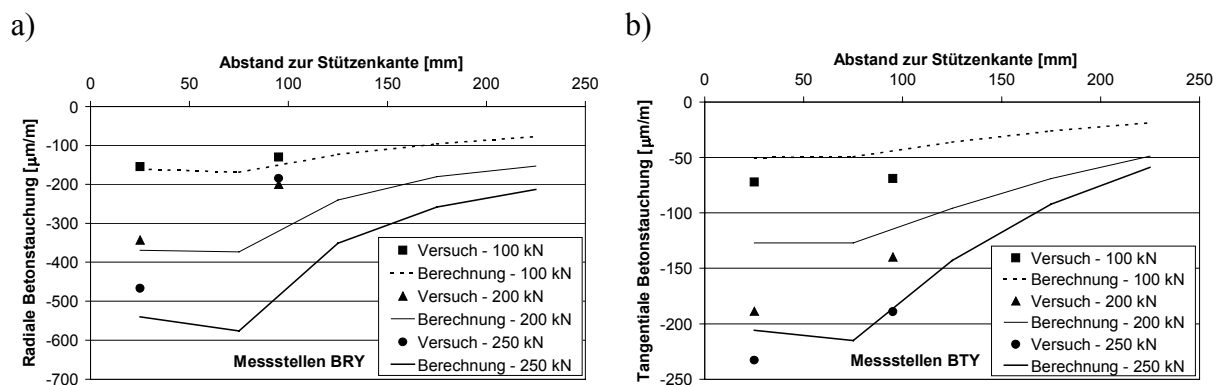 a)
Abstand zur Stützenkante [mm]
0 50 100 150 200 250
0
-100
-200
-300
-400
-500
-600
-700
Radiale Betonstauchung [µm/m]
Versuch - 100 kN
Berechnung - 100 kN
Versuch - 200 kN
Berechnung - 200 kN
Versuch - 250 kN
Berechnung - 250 kN
Messstellen BRY
b)
Abstand zur Stützenkante [mm]
0 50 100 150 200 250
0
-50
-100
-150
-200
-250
Tangentiale Betonstauchung [µm/m]
Versuch - 100 kN
Berechnung - 100 kN
Versuch - 200 kN
Berechnung - 200 kN
Versuch - 250 kN
Berechnung - 250 kN
Messstellen BTY